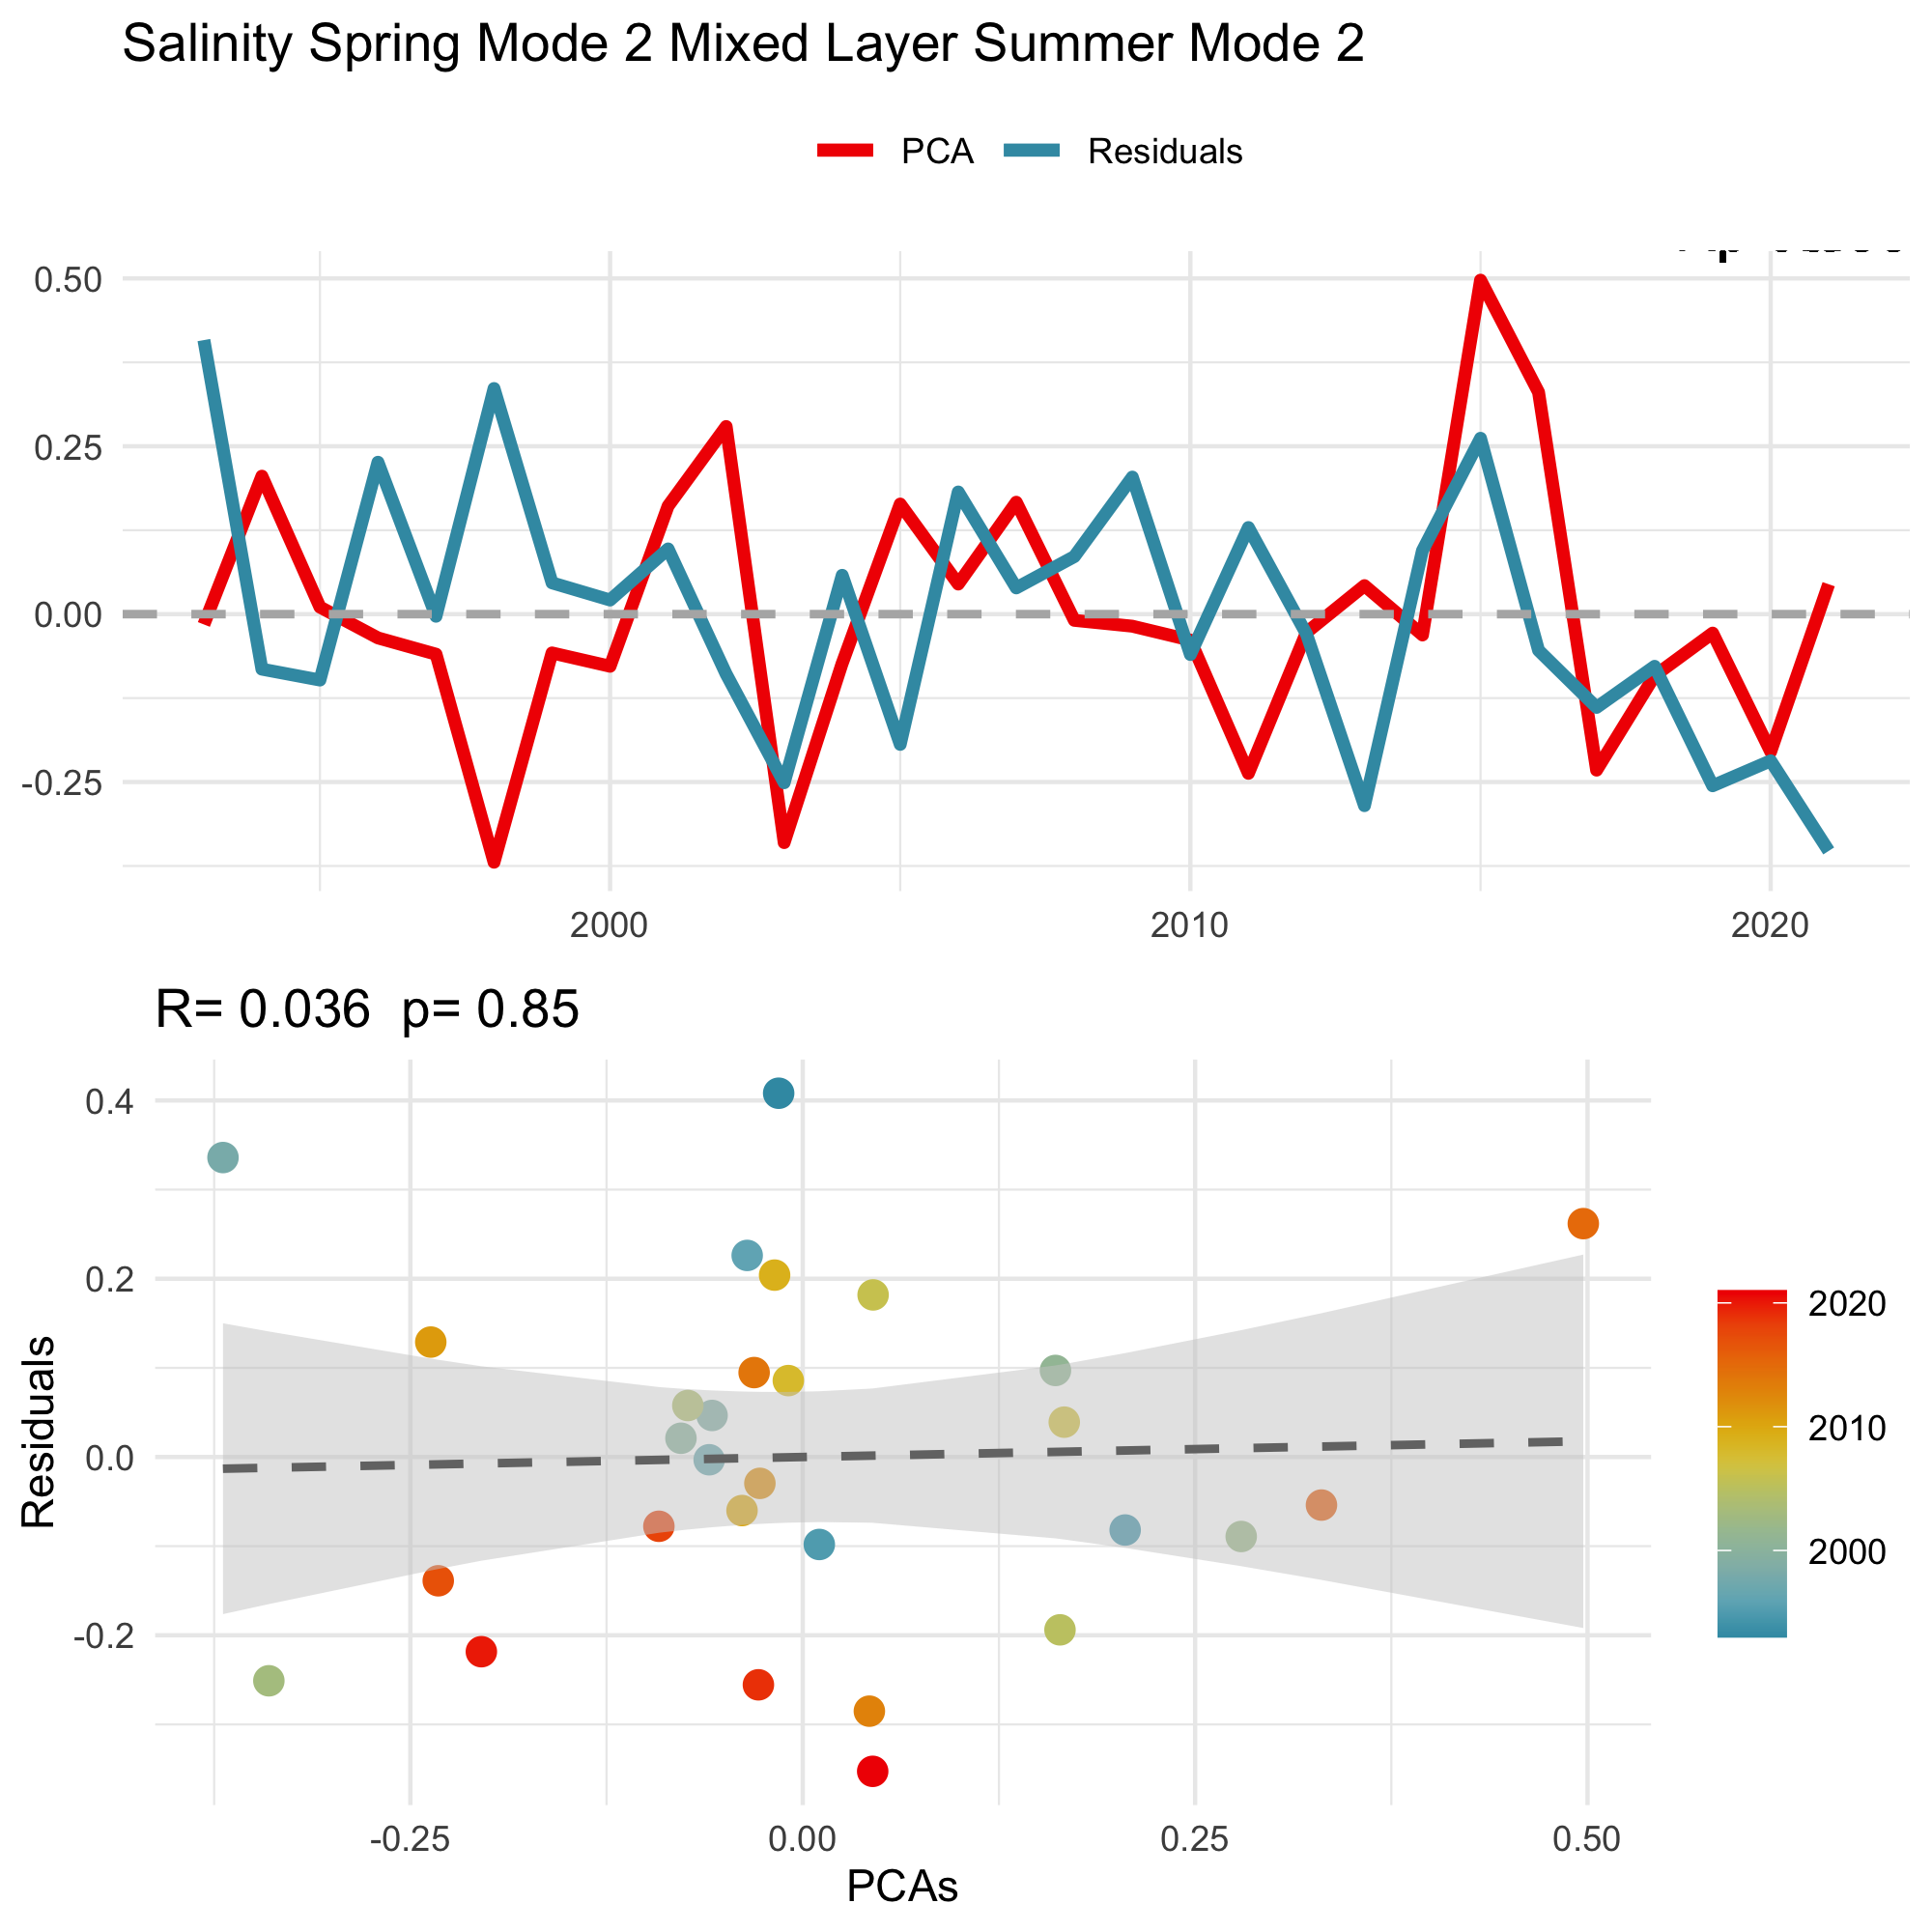 Salinity Spring Mode 2 Mixed Layer Summer Mode 2
PCA Residuals
0.50
0.25
0.00
-0.25
2000 2010 2020
R= 0.036 p= 0.85
0.4
0.2
0.0
-0.2
Residuals
-0.25 0.00 0.25 0.50
PCAs
2020
2010
2000